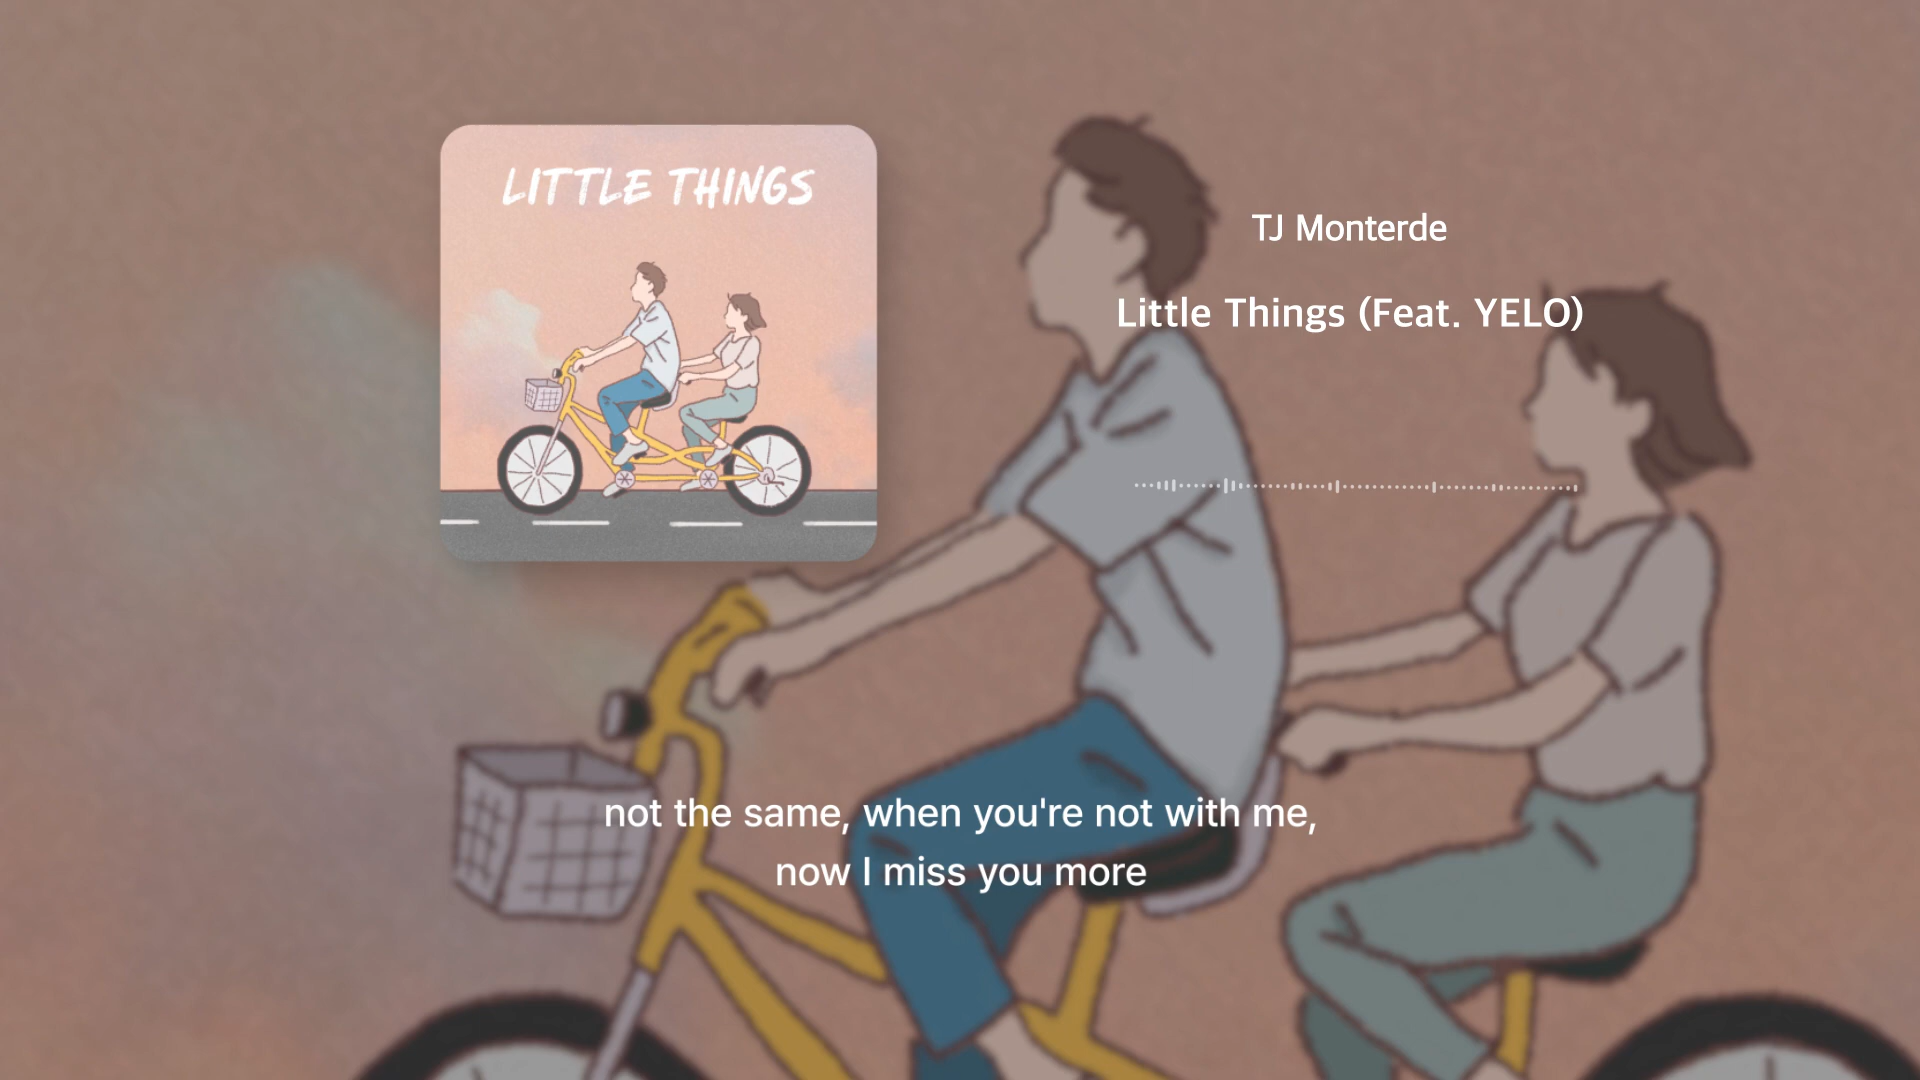 LITTLE THINGS
TJ Monterde
Little Things (Feat. YELO)
not the same, when you're not with me,
now I miss you more